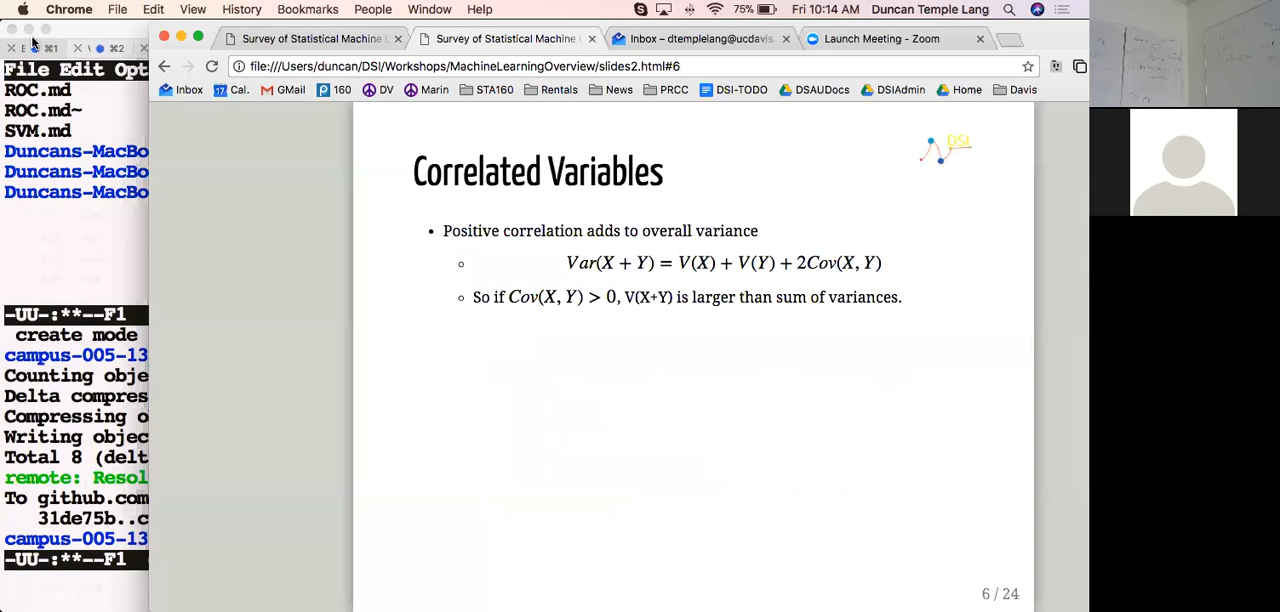 Chrome File Edit View History Bookmarks People Window Help 75% Fri 10:14 AM Duncan Temple Lang
⌘1 ⌘2
Survey of Statistical Machine L
Survey of Statistical Machine L
Inbox – dtemplelang@ucdavis.
Launch Meeting - Zoom
file:///Users/duncan/DSI/Workshops/MachineLearningOverview/slides2.html#6
Inbox Cal. GMail 160 DV Marin STA160 Rentals News PRCC DSI-TODO DSAUDocs DSIAdmin Home Davis
File Edit Opt
ROC.md
ROC.md~
SVM.md
Duncans-MacBo
Duncans-MacBo
Duncans-MacBo
-UU-:**--F1
create mode
campus-005-13
Counting obje
Delta compres
Compressing o
Writing objec
Total 8 (delt
remote: Resol
To github.com
31de75b..c
campus-005-13
-UU-:**--F1
DSI
Correlated Variables
• Positive correlation adds to overall variance
∘ Var(X + Y) = V(X) + V(Y) + 2Cov(X, Y)
∘ So if Cov(X, Y) > 0, V(X+Y) is larger than sum of variances.
6 / 24